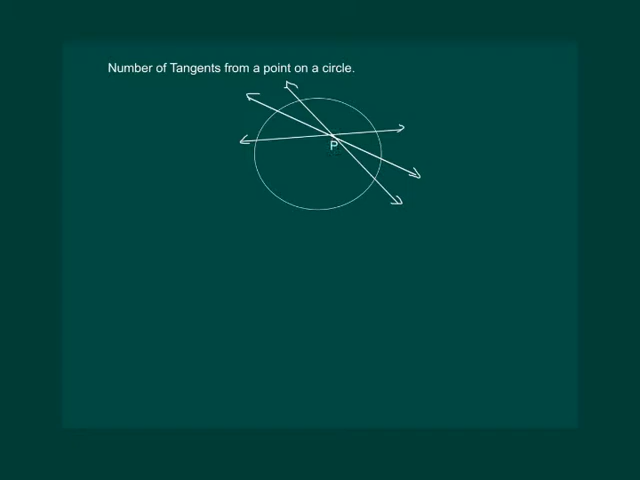 Number of Tangents from a point on a circle.
P